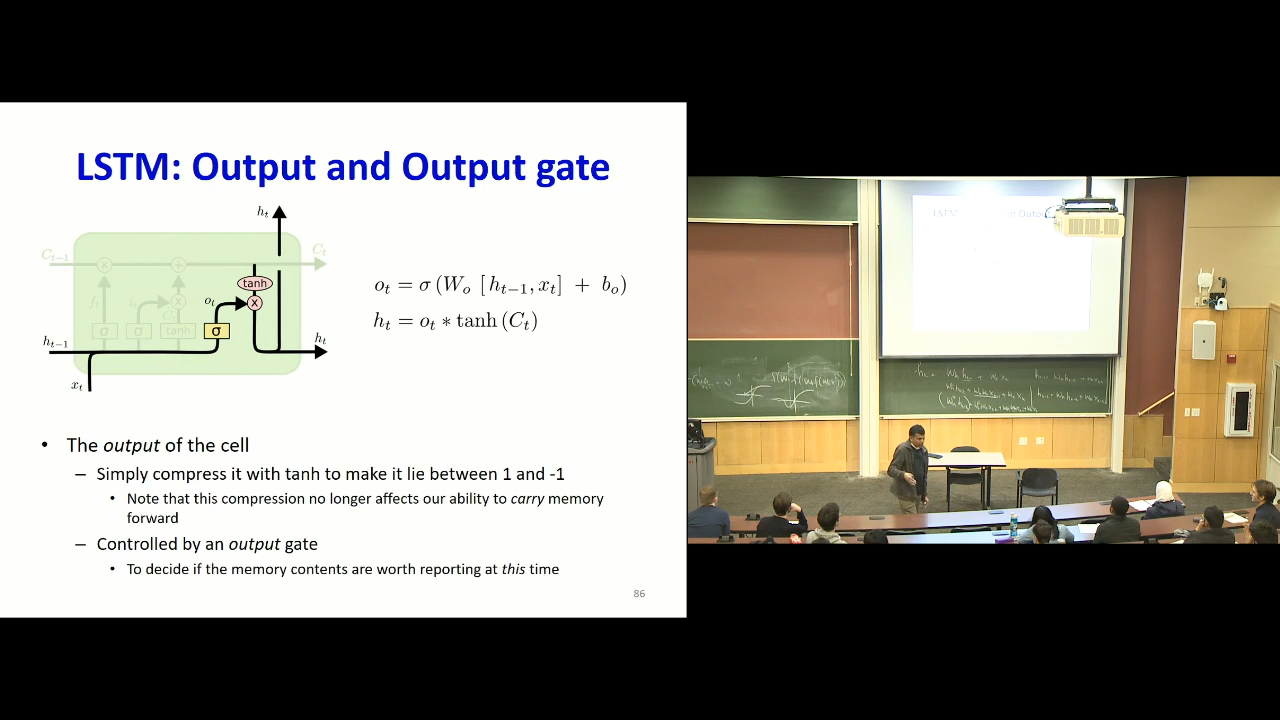 LSTM: Output and Output gate
h_t
C_{t-1}
C_t
tanh
o_t
x
f_t
i_t
σ
σ
tanh
σ
h_{t-1}
h_t
x_t
o_t = σ (W_o [h_{t-1}, x_t] + b_o)
h_t = o_t * tanh (C_t)
• The output of the cell
– Simply compress it with tanh to make it lie between 1 and -1
• Note that this compression no longer affects our ability to carry memory
forward
– Controlled by an output gate
• To decide if the memory contents are worth reporting at this time
86